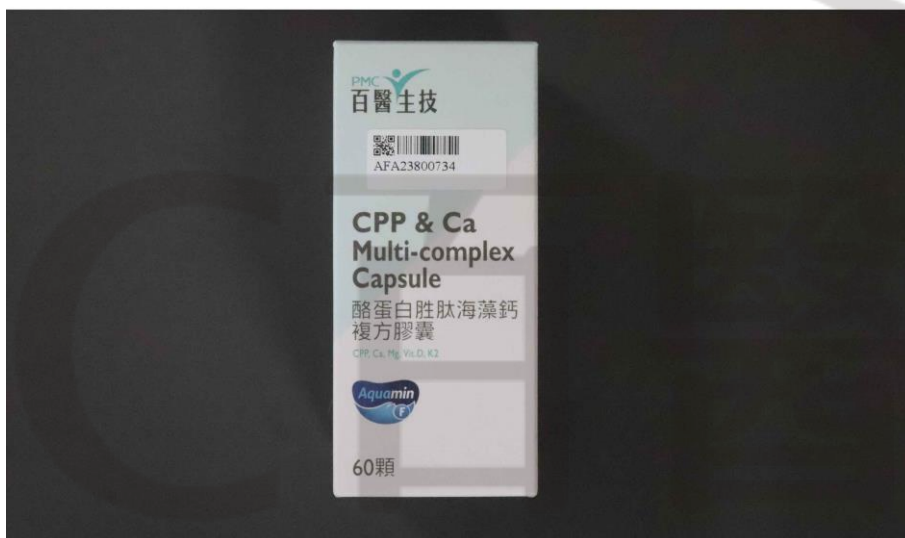 PMC
百醫生技
AFA23800734
CPP & Ca
Multi-complex
Capsule
酪蛋白胜肽海藻鈣
複方膠囊
CPP, Ca, Mg, Vit.D, K2
Aquamin
F
60顆